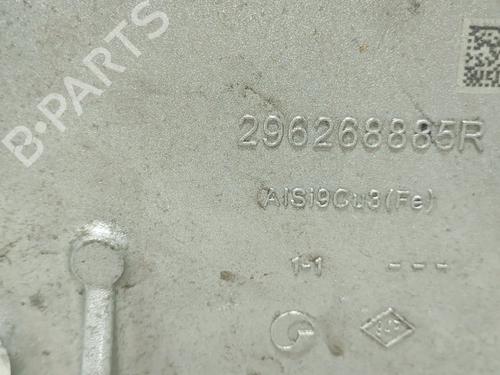 B·PARTS
296268885R
AlSi9Cu3(Fe)
1-1 ---